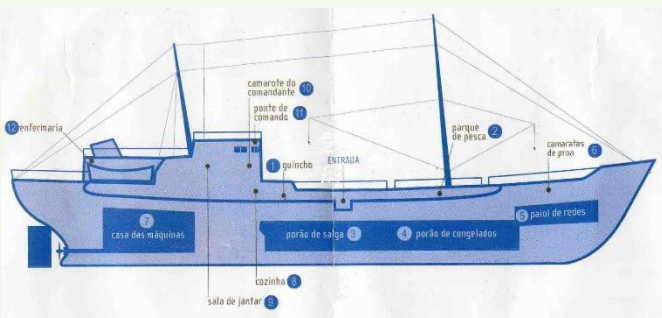 camarote do 10
comandante
ponte de 11
comando
12 enfermaria
parque 2
de pesca
camaratas 6
de proa
1 guincho
ENTRADA
5 paiol de redes
7
casa das máquinas
porão de salga 3
4 porão de congelados
cozinha 8
sala de jantar 9